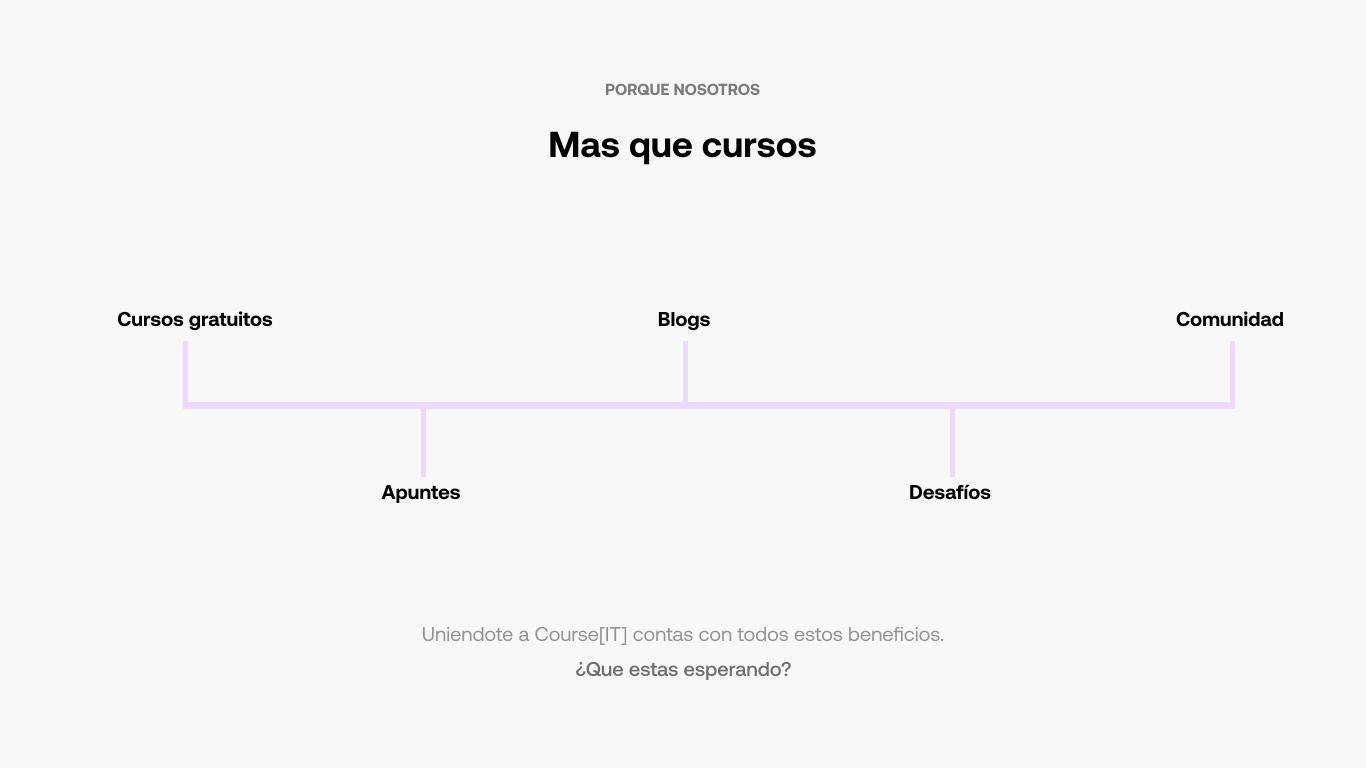 PORQUE NOSOTROS
Mas que cursos
Cursos gratuitos
Blogs
Comunidad
Apuntes
Desafíos
Uniendote a Course[IT] contas con todos estos beneficios.
¿Que estas esperando?